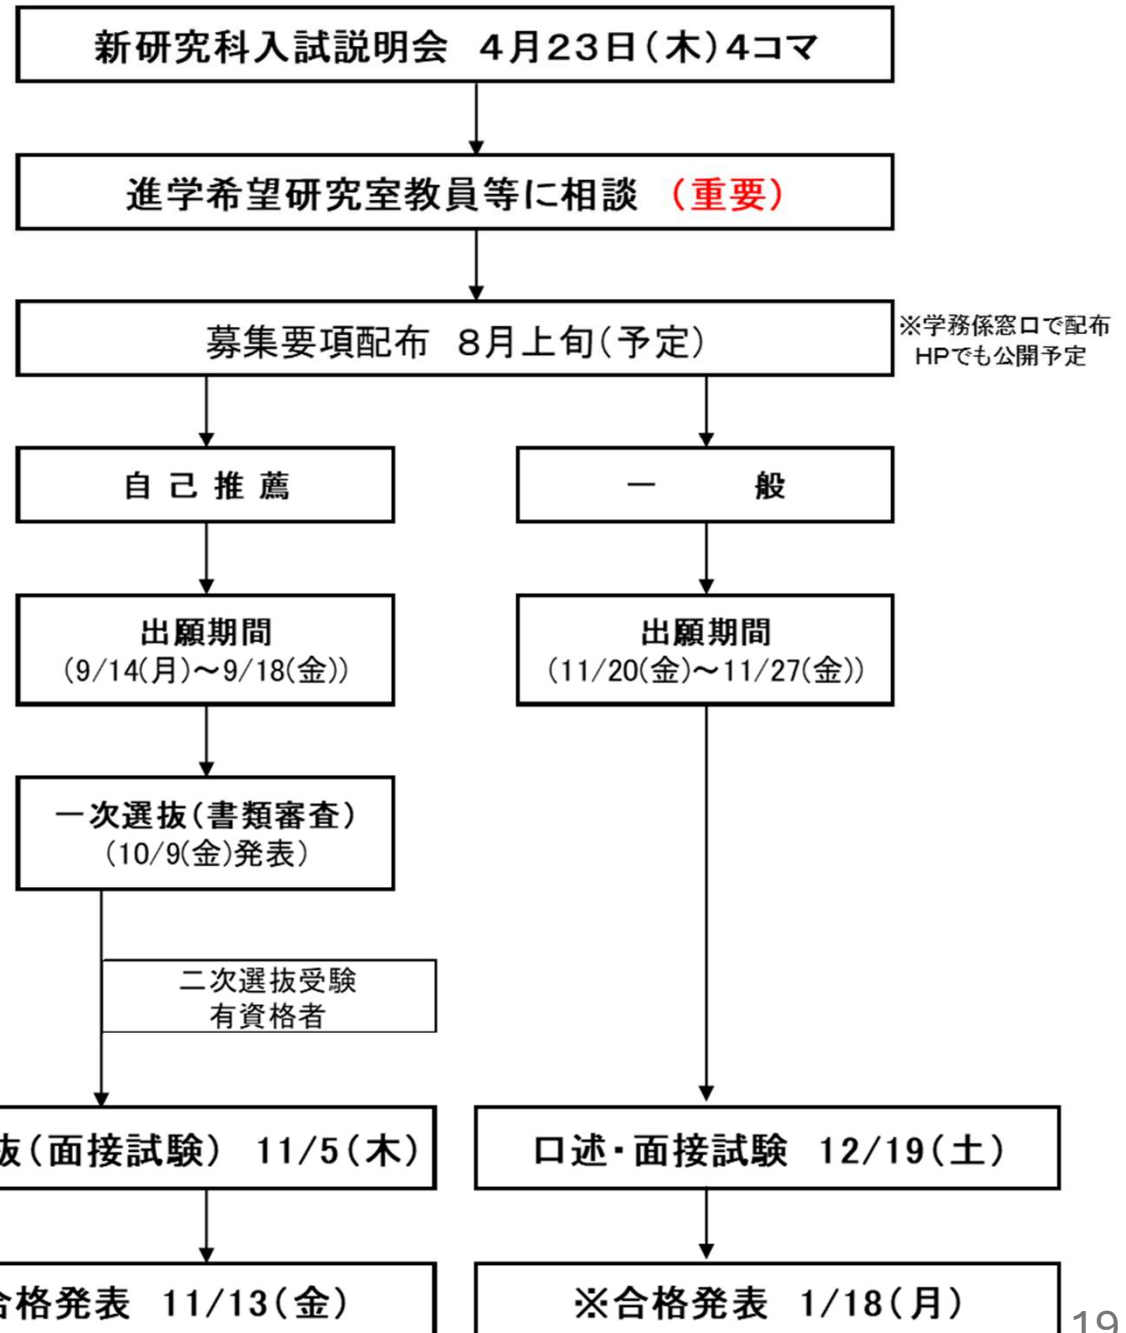 新研究科入試説明会 4月23日(木)4コマ
進学希望研究室教員等に相談 (重要)
募集要項配布 8月上旬(予定)
※学務係窓口で配布
HPでも公開予定
自己推薦
一 般
出願期間
(9/14(月)～9/18(金))
出願期間
(11/20(金)～11/27(金))
一次選抜(書類審査)
(10/9(金)発表)
二次選抜受験
有資格者
抜(面接試験) 11/5(木)
口述・面接試験 12/19(土)
合格発表 11/13(金)
※合格発表 1/18(月)
19